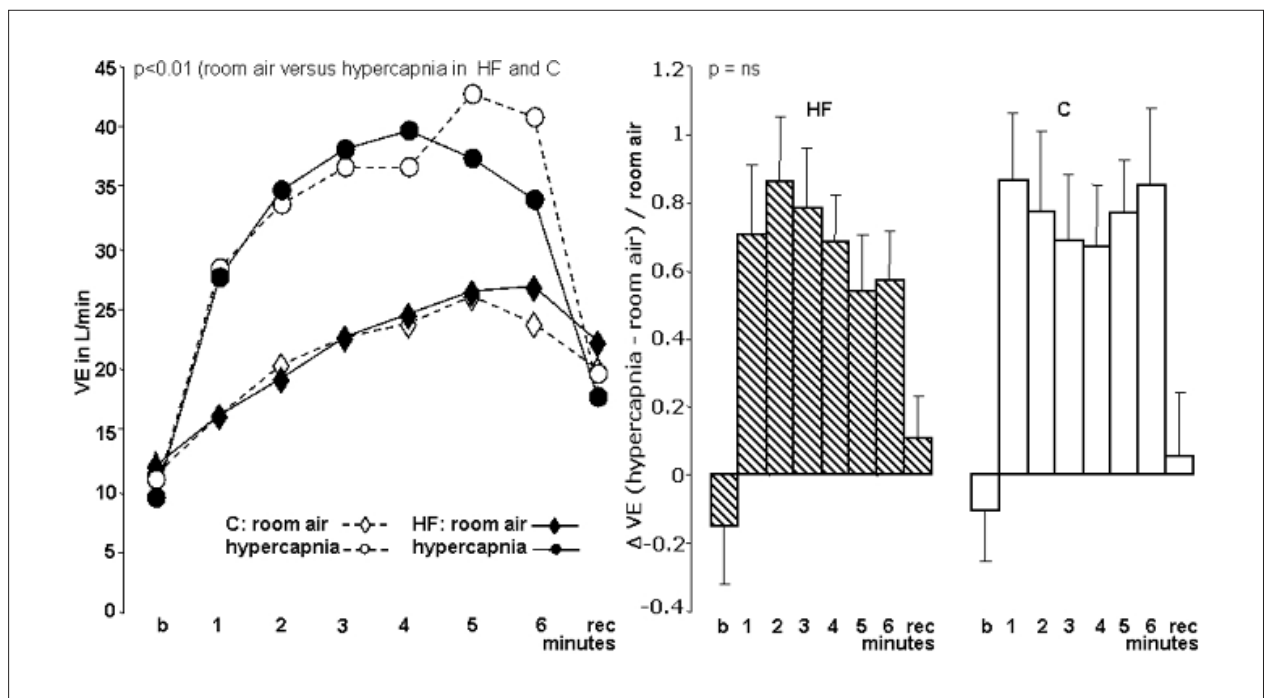 p<0.01 (room air versus hypercapnia in HF and C
VE in L/min
45
40
35
30
25
20
15
10
5
0
C: room air
hypercapnia
HF: room air
hypercapnia
b 1 2 3 4 5 6 rec
minutes
p = ns
HF
C
Δ VE (hypercapnia - room air) / room air
1.2
1
0.8
0.6
0.4
0.2
0
-0.2
-0.4
b 1 2 3 4 5 6 rec
minutes
b 1 2 3 4 5 6 rec
minutes